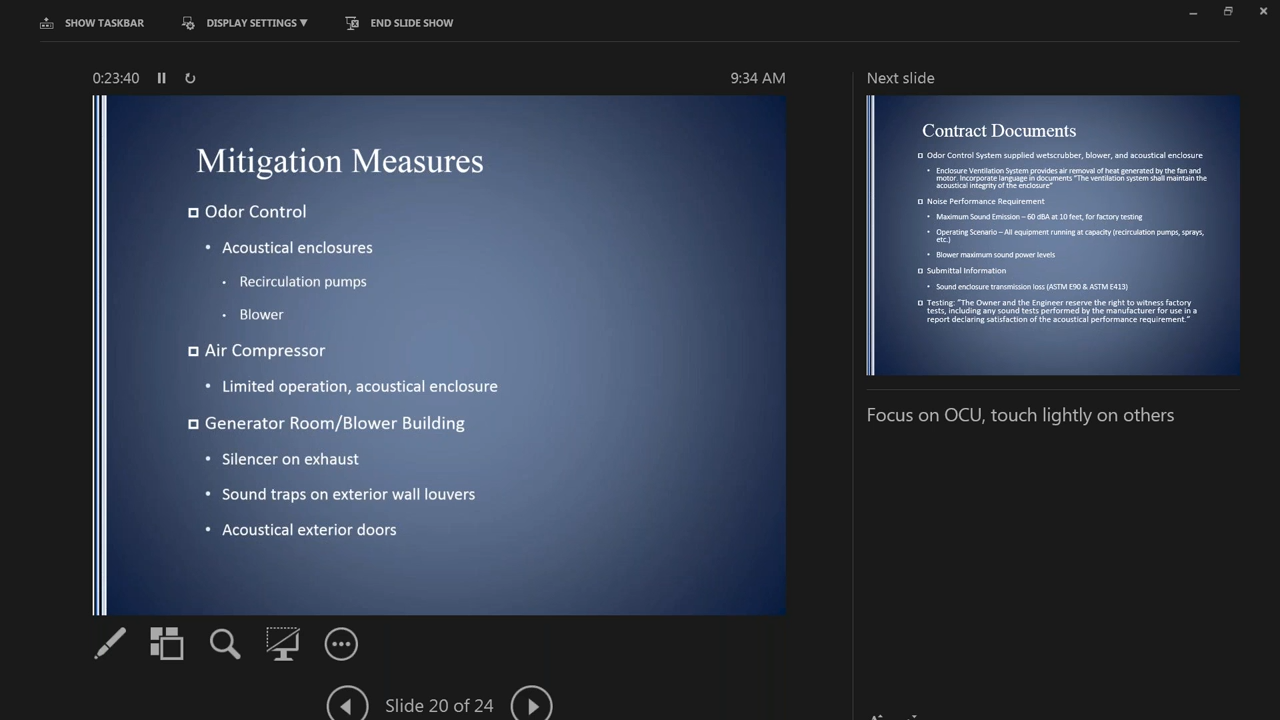 SHOW TASKBAR
DISPLAY SETTINGS ▼
END SLIDE SHOW
0:23:40
9:34 AM
Mitigation Measures
Odor Control
• Acoustical enclosures
• Recirculation pumps
• Blower
Air Compressor
• Limited operation, acoustical enclosure
Generator Room/Blower Building
• Silencer on exhaust
• Sound traps on exterior wall louvers
• Acoustical exterior doors
Slide 20 of 24
Next slide
Contract Documents
Odor Control System supplied wetscrubber, blower, and acoustical enclosure
• Enclosure Ventilation System provides air removal of heat generated by the fan and
motor. Incorporate language in documents "The ventilation system shall maintain the
acoustical integrity of the enclosure"
Noise Performance Requirement
• Maximum Sound Emission – 60 dBA at 10 feet, for factory testing
• Operating Scenario – All equipment running at capacity (recirculation pumps, sprays,
etc.)
• Blower maximum sound power levels
Submittal Information
• Sound enclosure transmission loss (ASTM E90 & ASTM E413)
Testing: "The Owner and the Engineer reserve the right to witness factory
tests, including any sound tests performed by the manufacturer for use in a
report declaring satisfaction of the acoustical performance requirement."
Focus on OCU, touch lightly on others